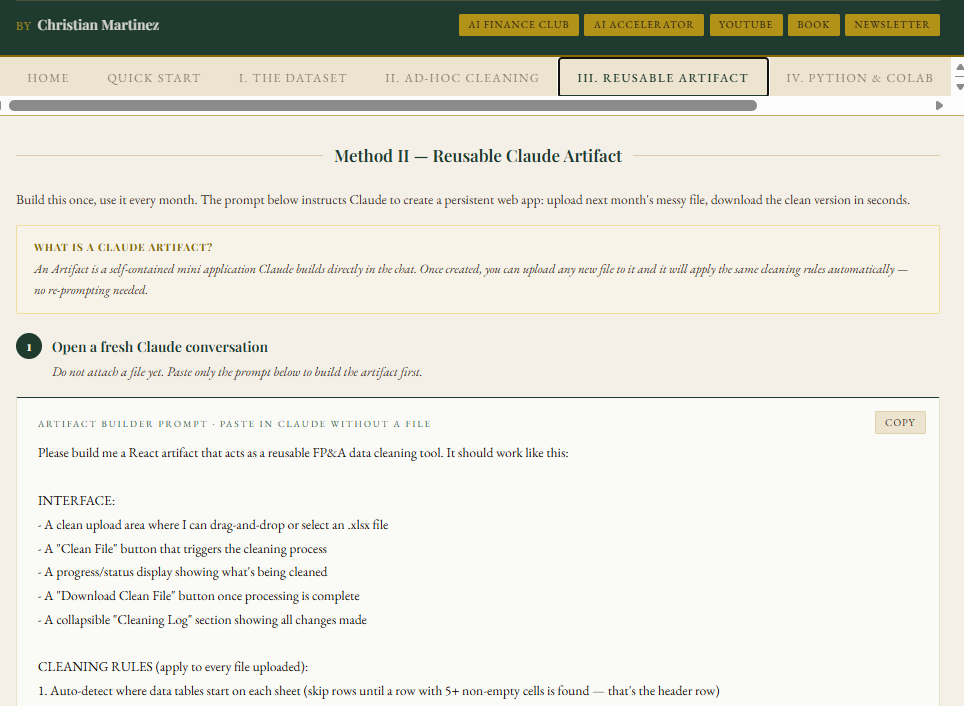 BY Christian Martinez
AI FINANCE CLUB
AI ACCELERATOR
YOUTUBE
BOOK
NEWSLETTER
HOME
QUICK START
I. THE DATASET
II. AD-HOC CLEANING
III. REUSABLE ARTIFACT
IV. PYTHON & COLAB
Method II — Reusable Claude Artifact
Build this once, use it every month. The prompt below instructs Claude to create a persistent web app: upload next month's messy file, download the clean version in seconds.
WHAT IS A CLAUDE ARTIFACT?
An Artifact is a self-contained mini application Claude builds directly in the chat. Once created, you can upload any new file to it and it will apply the same cleaning rules automatically —
no re-prompting needed.
1 Open a fresh Claude conversation
Do not attach a file yet. Paste only the prompt below to build the artifact first.
ARTIFACT BUILDER PROMPT · PASTE IN CLAUDE WITHOUT A FILE
COPY
Please build me a React artifact that acts as a reusable FP&A data cleaning tool. It should work like this:
INTERFACE:
- A clean upload area where I can drag-and-drop or select an .xlsx file
- A "Clean File" button that triggers the cleaning process
- A progress/status display showing what's being cleaned
- A "Download Clean File" button once processing is complete
- A collapsible "Cleaning Log" section showing all changes made
CLEANING RULES (apply to every file uploaded):
1. Auto-detect where data tables start on each sheet (skip rows until a row with 5+ non-empty cells is found — that's the header row)